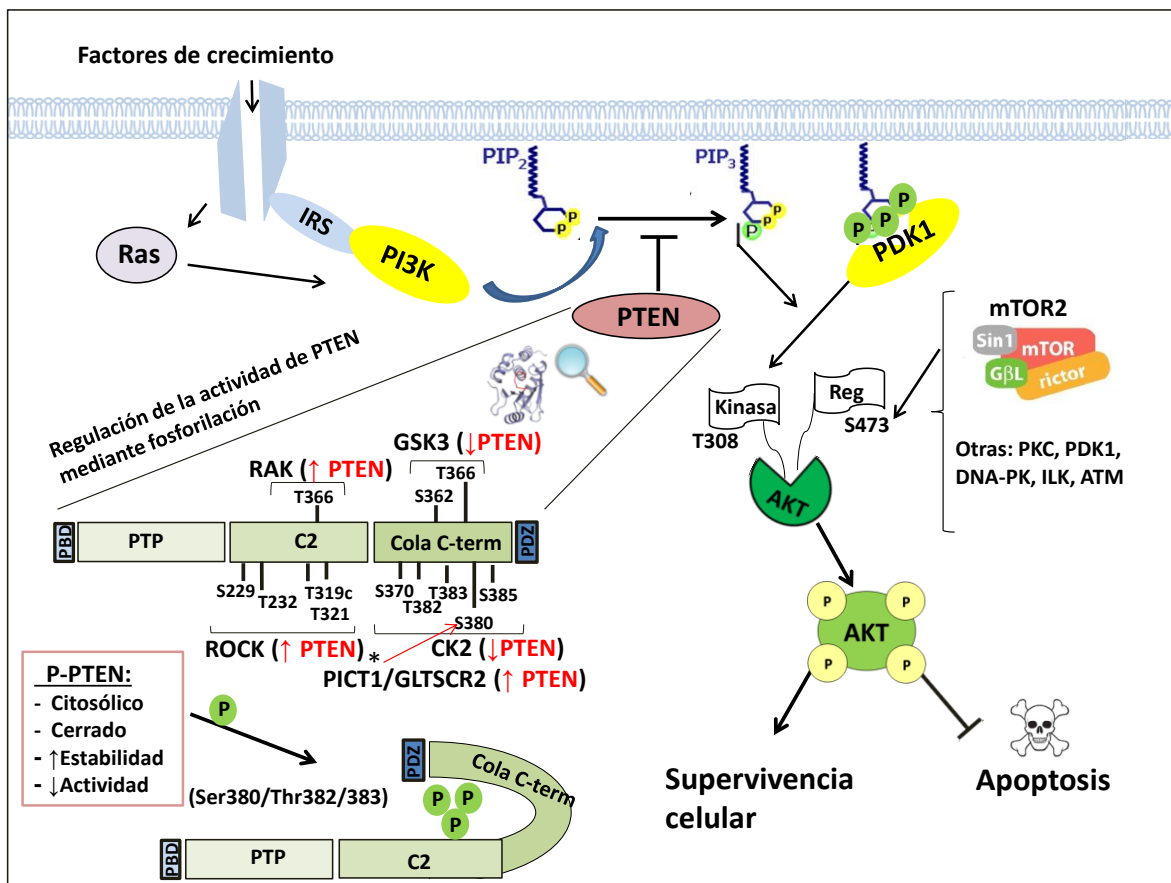 Factores de crecimiento
PIP2
PIP3
IRS
Ras
PI3K
P
P
P
P
P
P
P
P
PDK1
PTEN
mTOR2
Sin1
mTOR
GβL
rictor
Regulación de la actividad de PTEN
mediante fosforilación
Kinasa
T308
Reg
S473
Otras: PKC, PDK1,
DNA-PK, ILK, ATM
AKT
GSK3 (↓PTEN)
RAK (↑ PTEN)
T366
S362
T366
PBD
PTP
C2
Cola C-term
PDZ
S229
T232
T319c
T321
S370
T382
T383
S380
S385
ROCK (↑ PTEN)
*
CK2 (↓PTEN)
PICT1/GLTSCR2 (↑ PTEN)
P
P
AKT
P
P
P-PTEN:
- Citosólico
- Cerrado
- ↑Estabilidad
- ↓Actividad
P
(Ser380/Thr382/383)
PDZ
Cola C-term
P
P
P
PBD
PTP
C2
Supervivencia
celular
Apoptosis